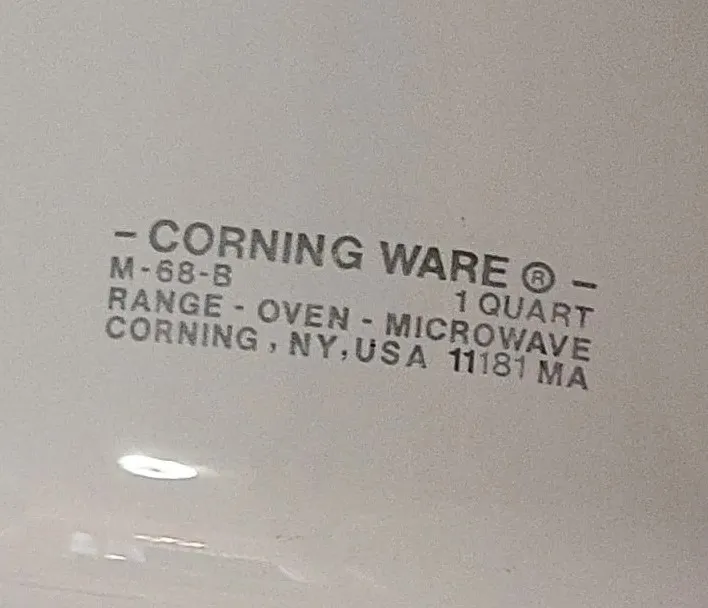 - CORNING WARE ® -
M-68-B 1 QUART
RANGE - OVEN - MICROWAVE
CORNING, NY, USA 11181 MA